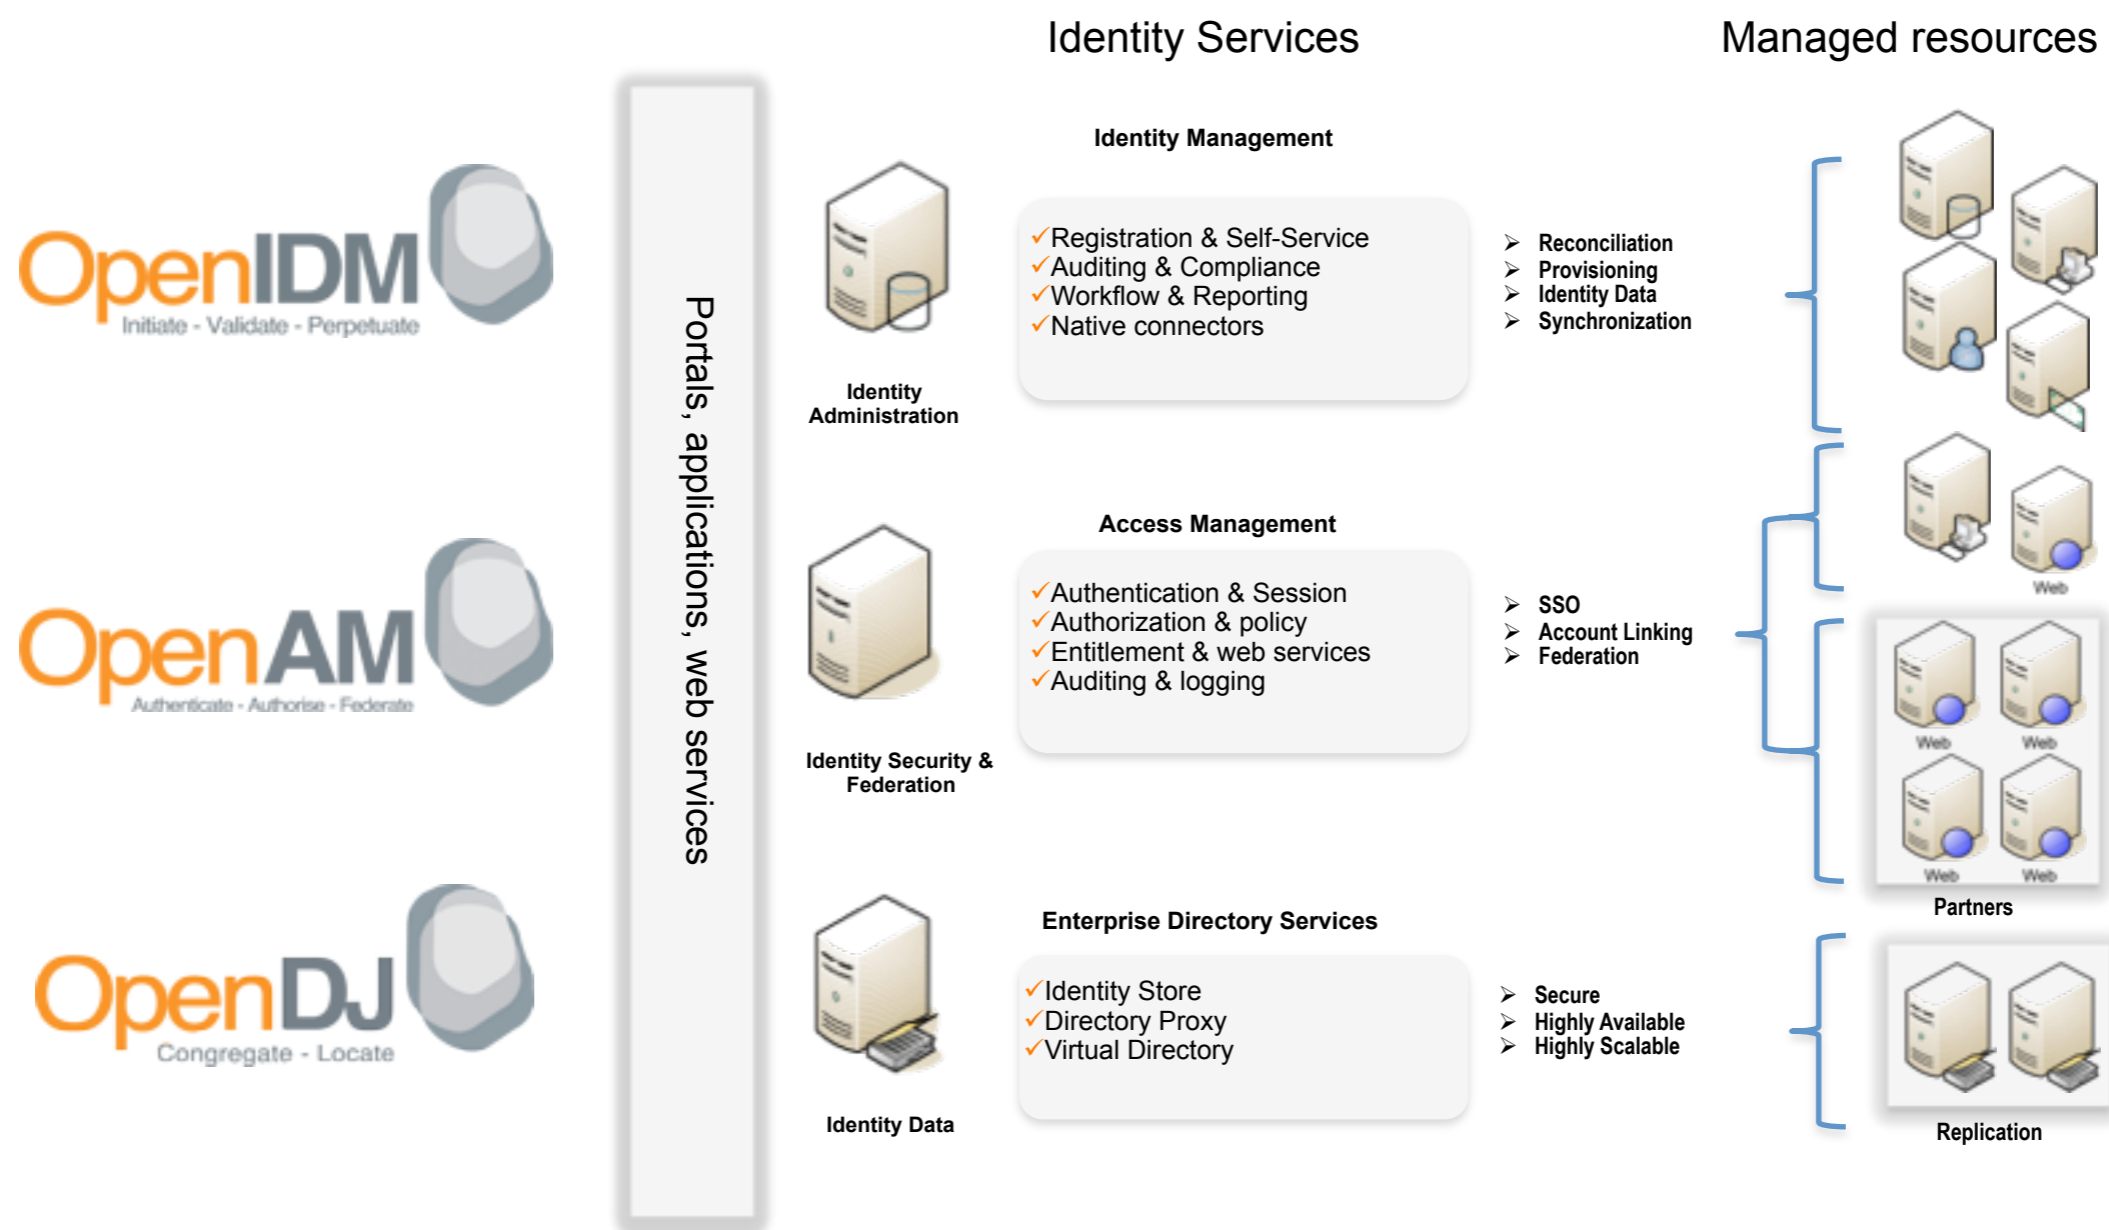 Identity Services
Managed resources
OpenIDM
Initiate - Validate - Perpetuate
OpenAM
Authenticate - Authorise - Federate
OpenDJ
Congregate - Locate
Portals, applications, web services
Identity Management
Identity
Administration
✓Registration & Self-Service
✓Auditing & Compliance
✓Workflow & Reporting
✓Native connectors
➢ Reconciliation
➢ Provisioning
➢ Identity Data
➢ Synchronization
Access Management
Identity Security &
Federation
✓Authentication & Session
✓Authorization & policy
✓Entitlement & web services
✓Auditing & logging
➢ SSO
➢ Account Linking
➢ Federation
Web
Web
Web
Web
Web
Partners
Enterprise Directory Services
Identity Data
✓Identity Store
✓Directory Proxy
✓Virtual Directory
➢ Secure
➢ Highly Available
➢ Highly Scalable
Replication